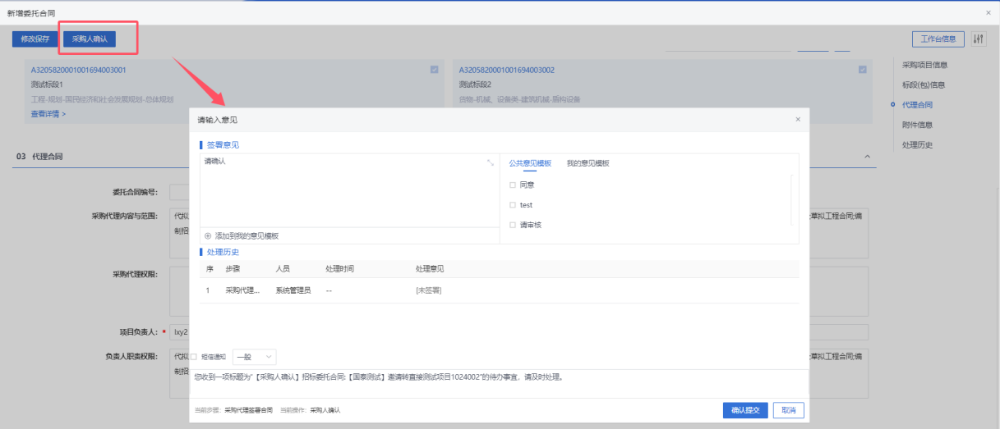 新增委托合同
修改保存 采购人确认 工作台信息
A3205820001001694003001
测试标段1
工程-规划-国民经济和社会发展规划-总体规划
查看详情 >
A3205820001001694003002
测试标段2
货物-机械、设备类-建筑机械-盾构设备
采购项目信息
标段(包)信息
代理合同
附件信息
处理历史
03 代理合同
委托合同编号:
采购代理内容与范围: 代拟
制招
草拟工程合同;编
采购代理权限:
项目负责人: * lxy2
负责人职责权限: 代拟
制招
草拟工程合同;编
请输入意见
签署意见
请确认
添加到我的意见模板
公共意见模板 我的意见模板
同意
test
请审核
处理历史
序 步骤 人员 处理时间 处理意见
1 采购代理... 系统管理员 -- [未签署]
短信通知 一般
您收到一项标题为“【采购人确认】招标委托合同:【国泰测试】邀请转直接测试项目1024002”的待办事宜，请及时处理。
当前步骤: 采购代理签署合同 当前操作: 采购人确认
确认提交 取消